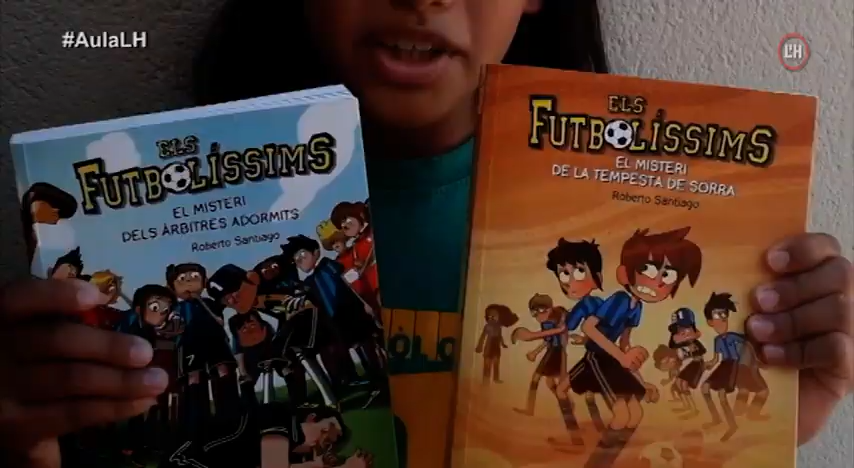 #AulaLH
L'H
ELS
FUTBOLÍSSIMS
EL MISTERI
DELS ÀRBITRES ADORMITS
Roberto Santiago
ELS
FUTBOLÍSSIMS
EL MISTERI
DE LA TEMPESTA DE SORRA
Roberto Santiago